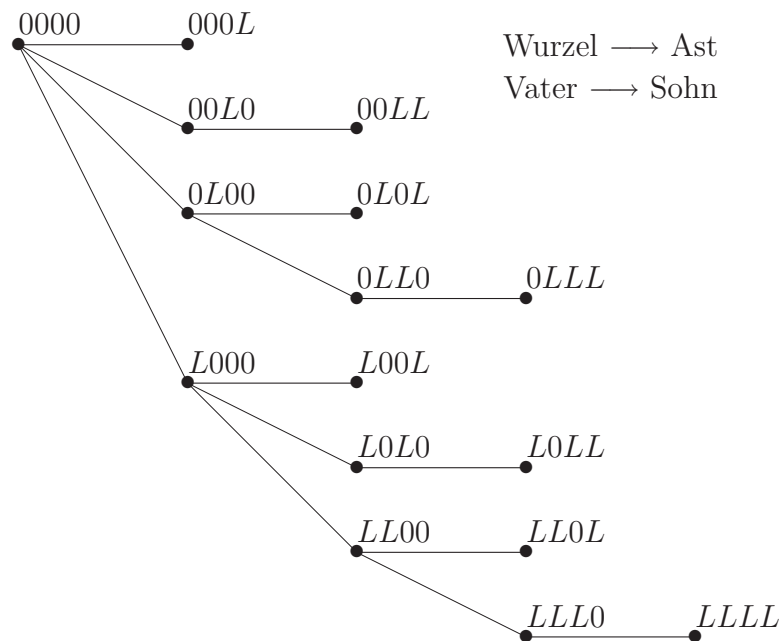 0000 000L
Wurzel ⟶ Ast
Vater ⟶ Sohn
00L0 00LL
0L00 0L0L
0LL0 0LLL
L000 L00L
L0L0 L0LL
LL00 LL0L
LLL0 LLLL